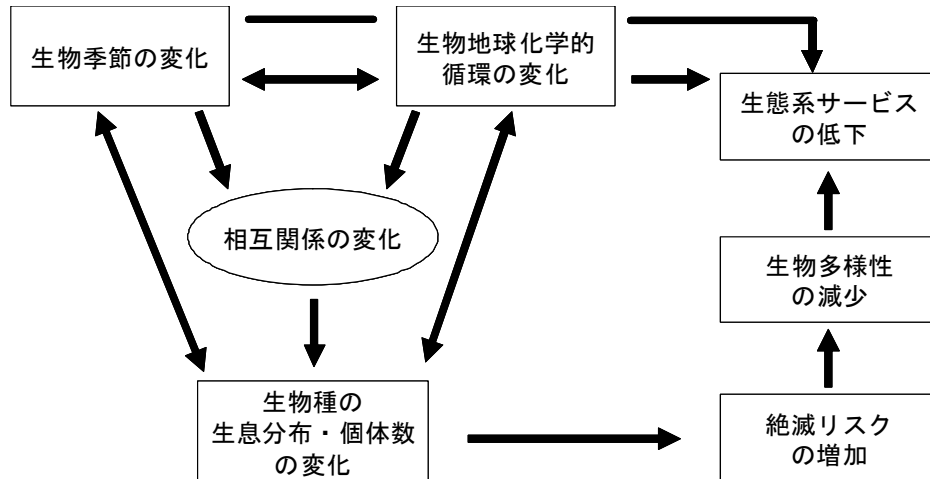 生物季節の変化
生物地球化学的
循環の変化
生態系サービス
の低下
相互関係の変化
生物多様性
の減少
生物種の
生息分布・個体数
の変化
絶滅リスク
の増加